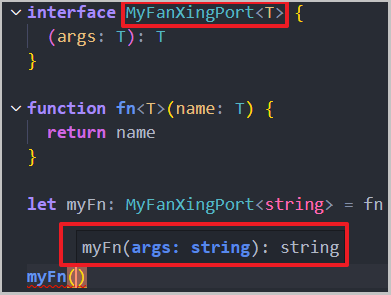 interface MyFanXingPort<T> {
(args: T): T
}
function fn<T>(name: T) {
return name
}
let myFn: MyFanXingPort<string> = fn
myFn(args: string): string
myFn()